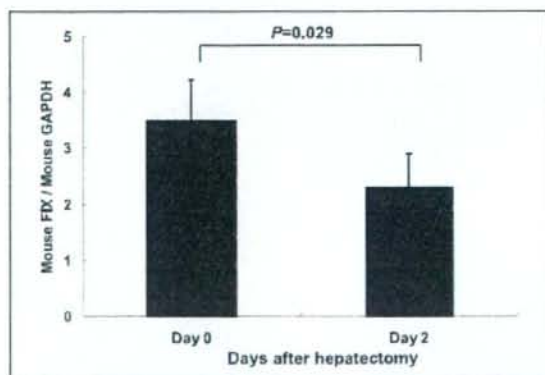 P=0.029
Mouse FIX / Mouse GAPDH
5
4
3
2
1
0
Day 0
Day 2
Days after hepatectomy